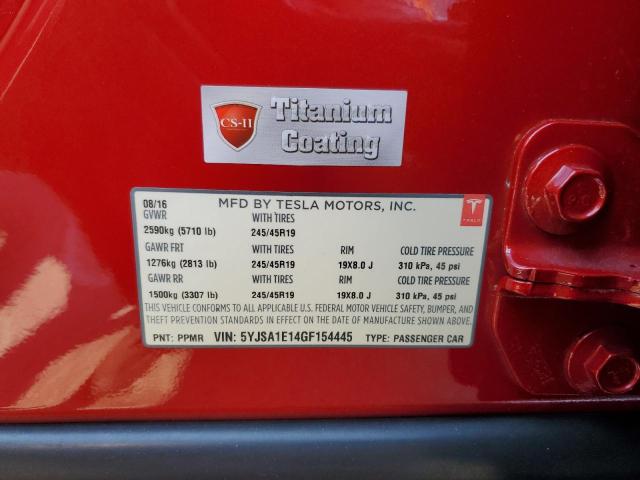 CS-II
Titanium
Coating
08/16 MFD BY TESLA MOTORS, INC.
GVWR WITH TIRES
2590kg (5710 lb) 245/45R19
TESLA
GAWR FRT WITH TIRES RIM COLD TIRE PRESSURE
1276kg (2813 lb) 245/45R19 19X8.0 J 310 kPa, 45 psi
GAWR RR WITH TIRES RIM COLD TIRE PRESSURE
1500kg (3307 lb) 245/45R19 19X8.0 J 310 kPa, 45 psi
THIS VEHICLE CONFORMS TO ALL APPLICABLE U.S. FEDERAL MOTOR VEHICLE SAFETY, BUMPER, AND
THEFT PREVENTION STANDARDS IN EFFECT ON THE DATE OF MANUFACTURE SHOWN ABOVE.
PNT: PPMR VIN: 5YJSA1E14GF154445 TYPE: PASSENGER CAR